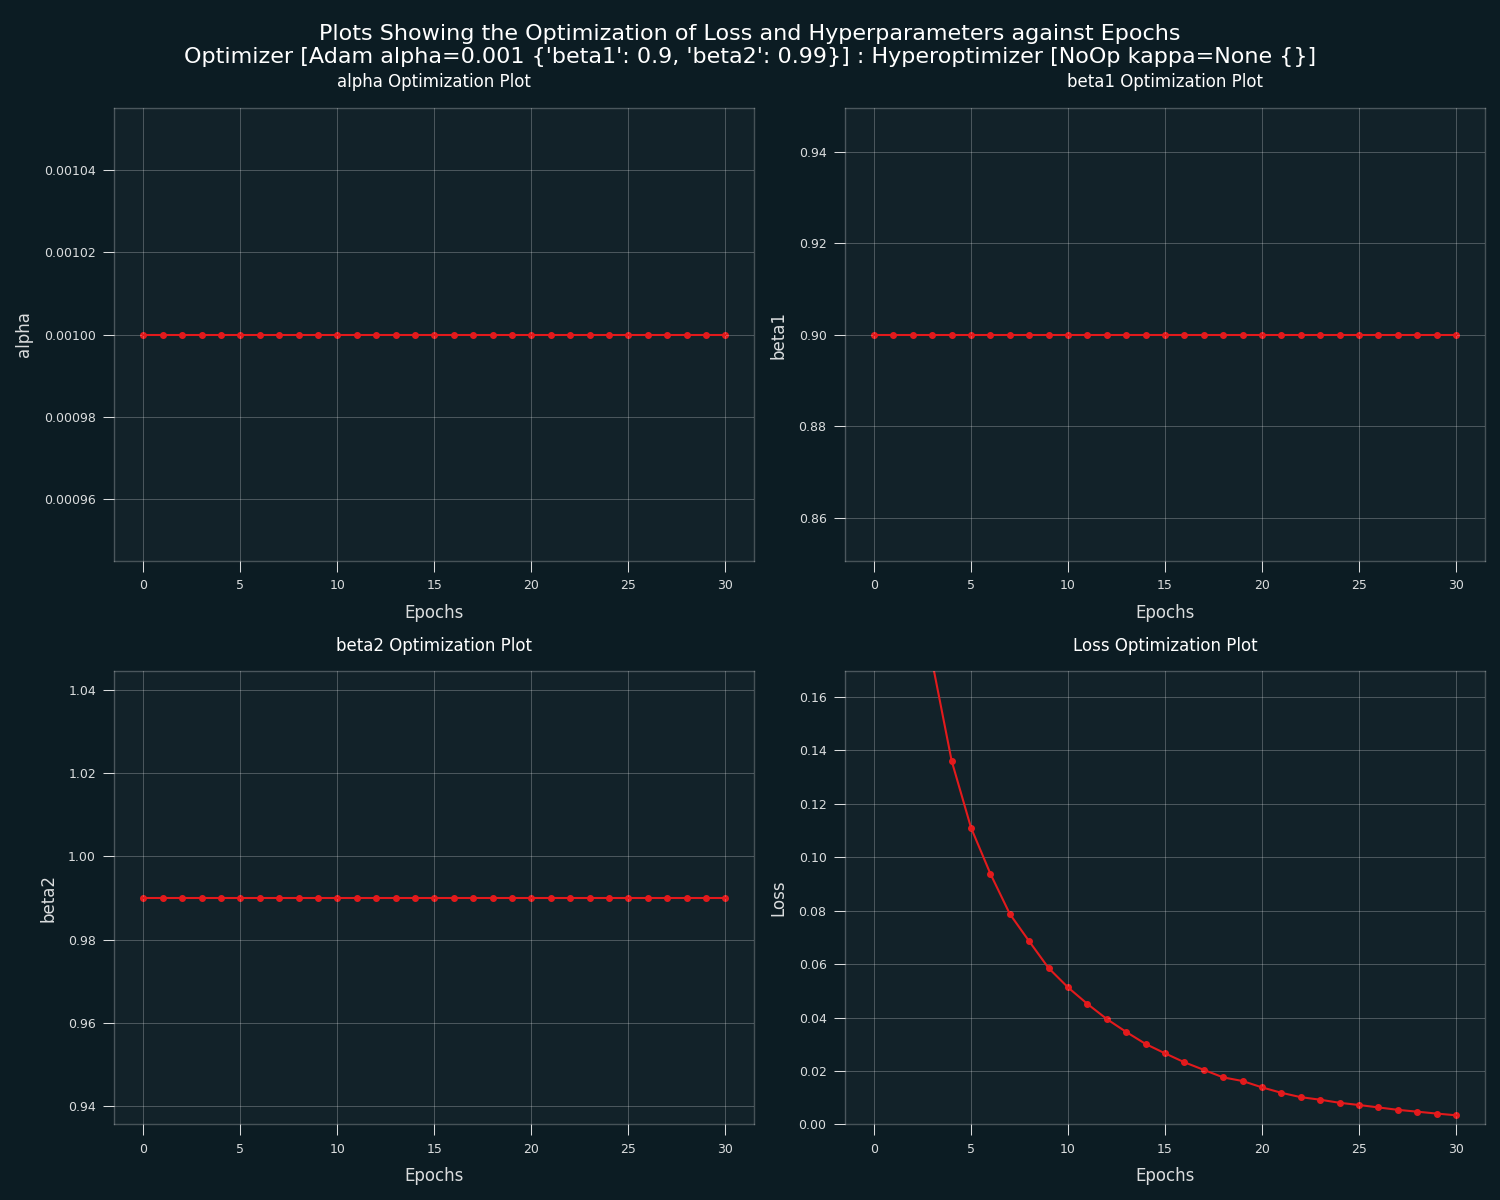 Plots Showing the Optimization of Loss and Hyperparameters against Epochs
Optimizer [Adam alpha=0.001 {'beta1': 0.9, 'beta2': 0.99}] : Hyperoptimizer [NoOp kappa=None {}]
alpha Optimization Plot
0.00104
0.00102
0.00100
0.00098
0.00096
alpha
0 5 10 15 20 25 30
Epochs
beta1 Optimization Plot
0.94
0.92
0.90
0.88
0.86
beta1
0 5 10 15 20 25 30
Epochs
beta2 Optimization Plot
1.04
1.02
1.00
0.98
0.96
0.94
beta2
0 5 10 15 20 25 30
Epochs
Loss Optimization Plot
0.16
0.14
0.12
0.10
0.08
0.06
0.04
0.02
0.00
Loss
0 5 10 15 20 25 30
Epochs